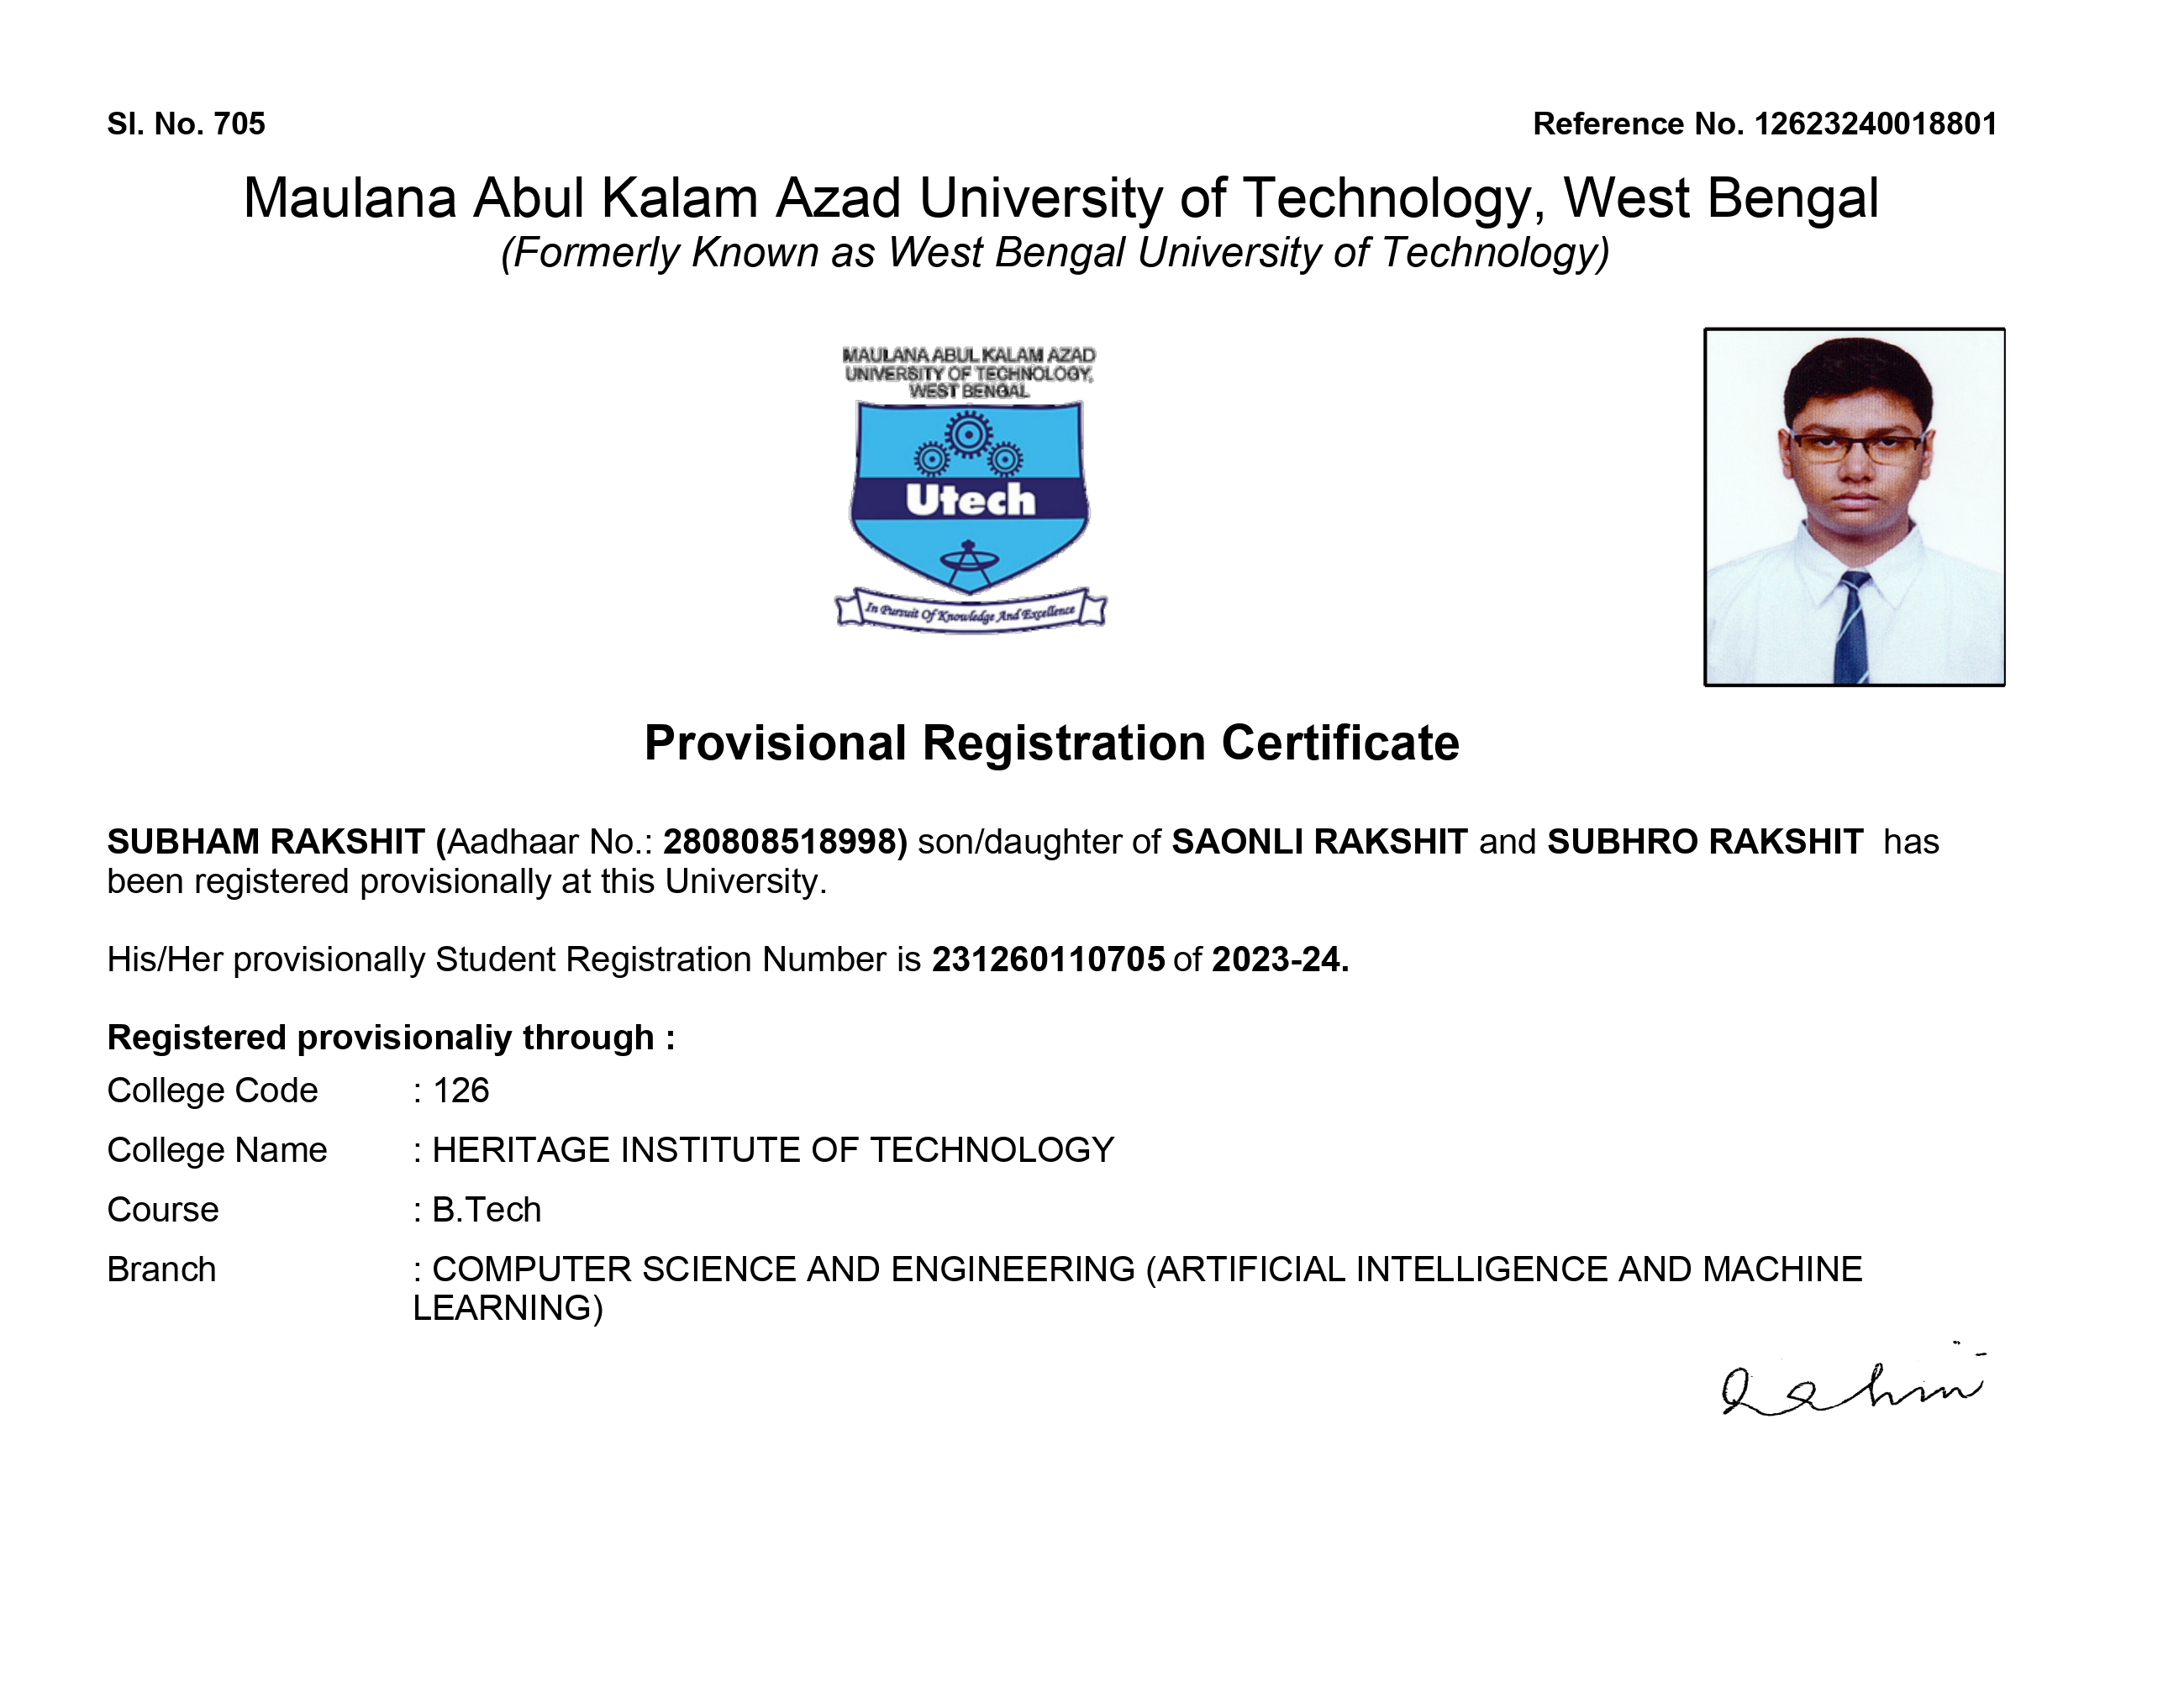 Sl. No. 705
Reference No. 12623240018801
Maulana Abul Kalam Azad University of Technology, West Bengal
(Formerly Known as West Bengal University of Technology)
MAULANA ABUL KALAM AZAD
UNIVERSITY OF TECHNOLOGY,
WEST BENGAL
Utech
In Pursuit Of Knowledge And Excellence
Provisional Registration Certificate
SUBHAM RAKSHIT (Aadhaar No.: 280808518998) son/daughter of SAONLI RAKSHIT and SUBHRO RAKSHIT has
been registered provisionally at this University.
His/Her provisionally Student Registration Number is 231260110705 of 2023-24.
Registered provisionaliy through :
College Code : 126
College Name : HERITAGE INSTITUTE OF TECHNOLOGY
Course : B.Tech
Branch : COMPUTER SCIENCE AND ENGINEERING (ARTIFICIAL INTELLIGENCE AND MACHINE
LEARNING)